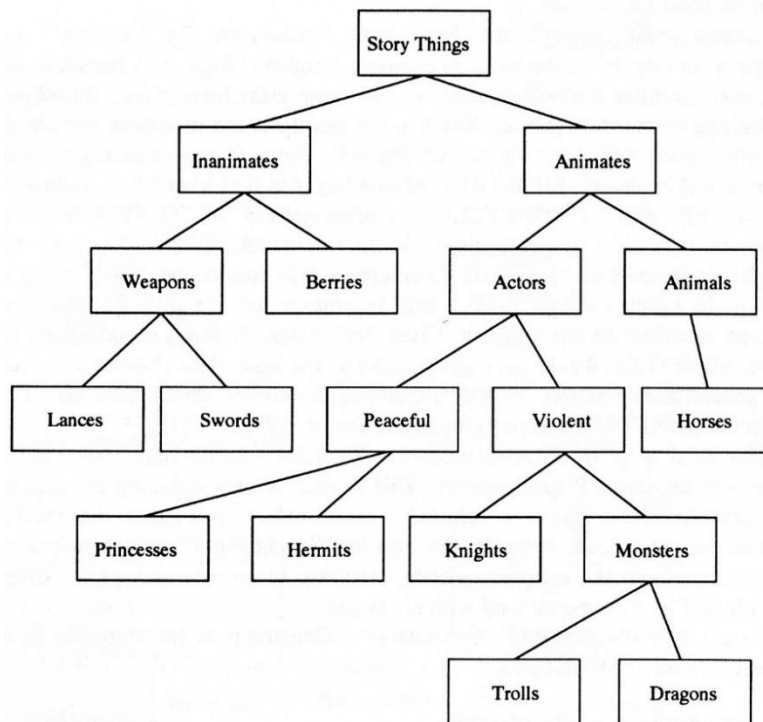 Story Things
Inanimates
Animates
Weapons
Berries
Actors
Animals
Lances
Swords
Peaceful
Violent
Horses
Princesses
Hermits
Knights
Monsters
Trolls
Dragons